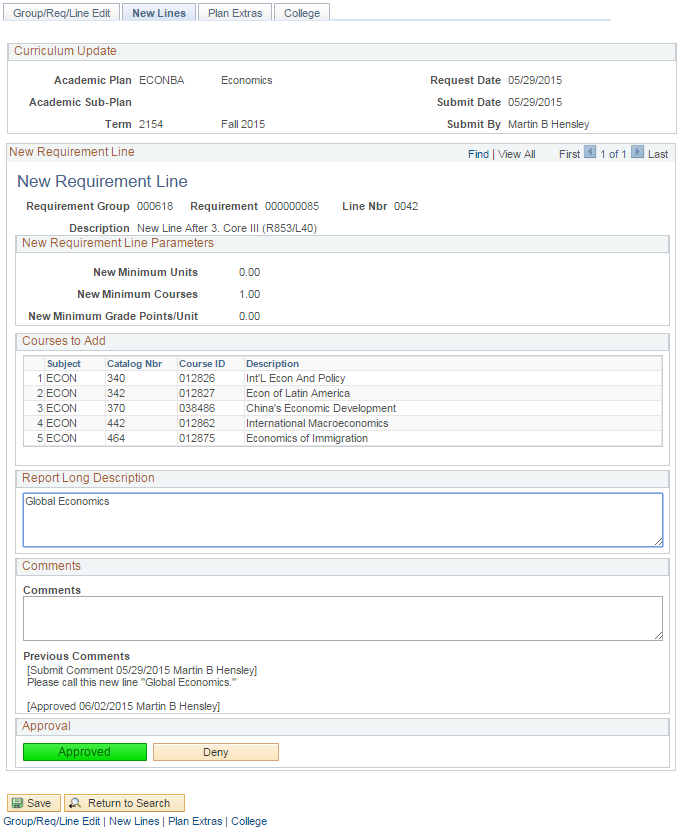 Group/Req/Line Edit New Lines Plan Extras College
Curriculum Update
Academic Plan ECONBA Economics Request Date 05/29/2015
Academic Sub-Plan Submit Date 05/29/2015
Term 2154 Fall 2015 Submit By Martin B Hensley
New Requirement Line Find | View All First 1 of 1 Last
New Requirement Line
Requirement Group 000618 Requirement 000000085 Line Nbr 0042
Description New Line After 3. Core III (R853/L40)
New Requirement Line Parameters
New Minimum Units 0.00
New Minimum Courses 1.00
New Minimum Grade Points/Unit 0.00
Courses to Add
Subject Catalog Nbr Course ID Description
1 ECON 340 012826 Int'L Econ And Policy
2 ECON 342 012827 Econ of Latin America
3 ECON 370 038486 China's Economic Development
4 ECON 442 012862 International Macroeconomics
5 ECON 464 012875 Economics of Immigration
Report Long Description
Global Economics
Comments
Comments
Previous Comments
[Submit Comment 05/29/2015 Martin B Hensley]
Please call this new line "Global Economics."
[Approved 06/02/2015 Martin B Hensley]
Approval
Approved Deny
Save Return to Search
Group/Req/Line Edit | New Lines | Plan Extras | College